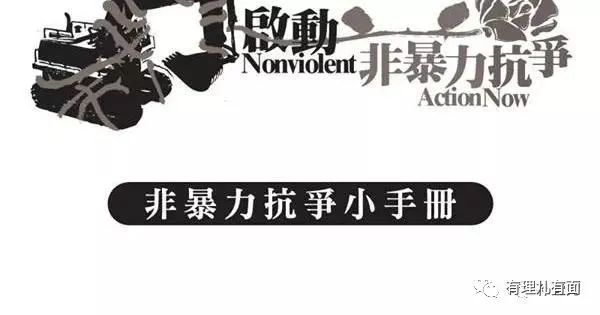 啟動
Nonviolent
非暴力抗爭
ActionNow
非暴力抗爭小手冊
有理札有面